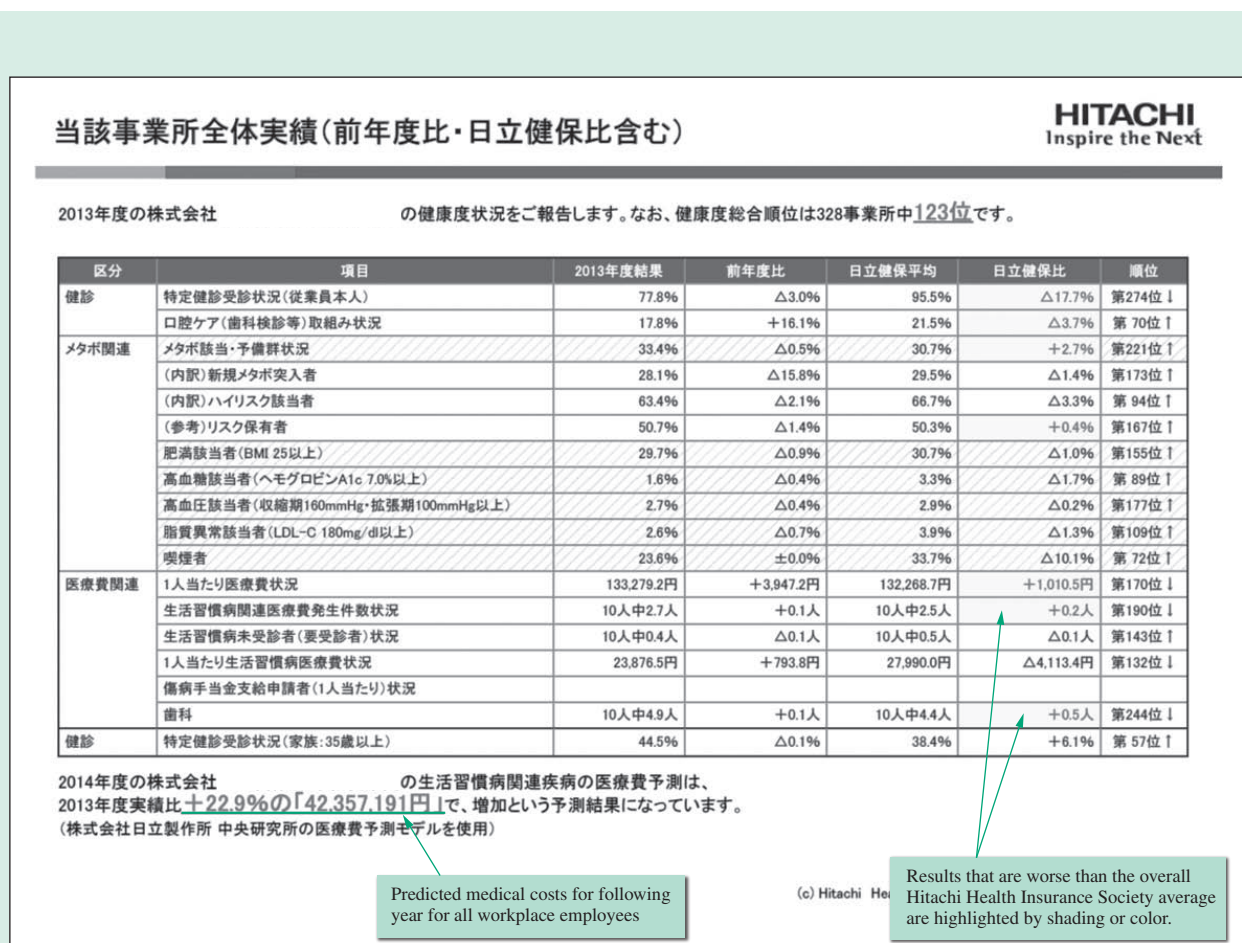 当該事業所全体実績(前年度比・日立健保比含む)
HITACHI
Inspire the Next
2013年度の株式会社 の健康度状況をご報告します。なお、健康度総合順位は328事業所中123位です。
区分 項目 2013年度結果 前年度比 日立健保平均 日立健保比 順位
健診 特定健診受診状況(従業員本人) 77.8% △3.0% 95.5% △17.7% 第274位↓
口腔ケア(歯科検診等)取組み状況 17.8% +16.1% 21.5% △3.7% 第 70位↑
メタボ関連 メタボ該当・予備群状況 33.4% △0.5% 30.7% +2.7% 第221位↑
(内訳)新規メタボ突入者 28.1% △15.8% 29.5% △1.4% 第173位↑
(内訳)ハイリスク該当者 63.4% △2.1% 66.7% △3.3% 第 94位↑
(参考)リスク保有者 50.7% △1.4% 50.3% +0.4% 第167位↑
肥満該当者(BMI 25以上) 29.7% △0.9% 30.7% △1.0% 第155位↑
高血糖該当者(ヘモグロビンA1c 7.0%以上) 1.6% △0.4% 3.3% △1.7% 第 89位↑
高血圧該当者(収縮期160mmHg・拡張期100mmHg以上) 2.7% △0.4% 2.9% △0.2% 第177位↑
脂質異常該当者(LDL-C 180mg/dl以上) 2.6% △0.7% 3.9% △1.3% 第109位↑
喫煙者 23.6% ±0.0% 33.7% △10.1% 第 72位↑
医療費関連 1人当たり医療費状況 133,279.2円 +3,947.2円 132,268.7円 +1,010.5円 第170位↓
生活習慣病関連医療費発生件数状況 10人中2.7人 +0.1人 10人中2.5人 +0.2人 第190位↓
生活習慣病未受診者(要受診者)状況 10人中0.4人 △0.1人 10人中0.5人 △0.1人 第143位↑
1人当たり生活習慣病医療費状況 23,876.5円 +793.8円 27,990.0円 △4,113.4円 第132位↓
傷病手当金支給申請者(1人当たり)状況
歯科 10人中4.9人 +0.1人 10人中4.4人 +0.5人 第244位↓
健診 特定健診受診状況(家族:35歳以上) 44.5% △0.1% 38.4% +6.1% 第 57位↑
2014年度の株式会社 の生活習慣病関連疾病の医療費予測は、
2013年度実績比+22.9%の「42,357,191円」で、増加という予測結果になっています。
(株式会社日立製作所 中央研究所の医療費予測モデルを使用)
Predicted medical costs for following
year for all workplace employees
(c) Hitachi
Results that are worse than the overall
Hitachi Health Insurance Society average
are highlighted by shading or color.